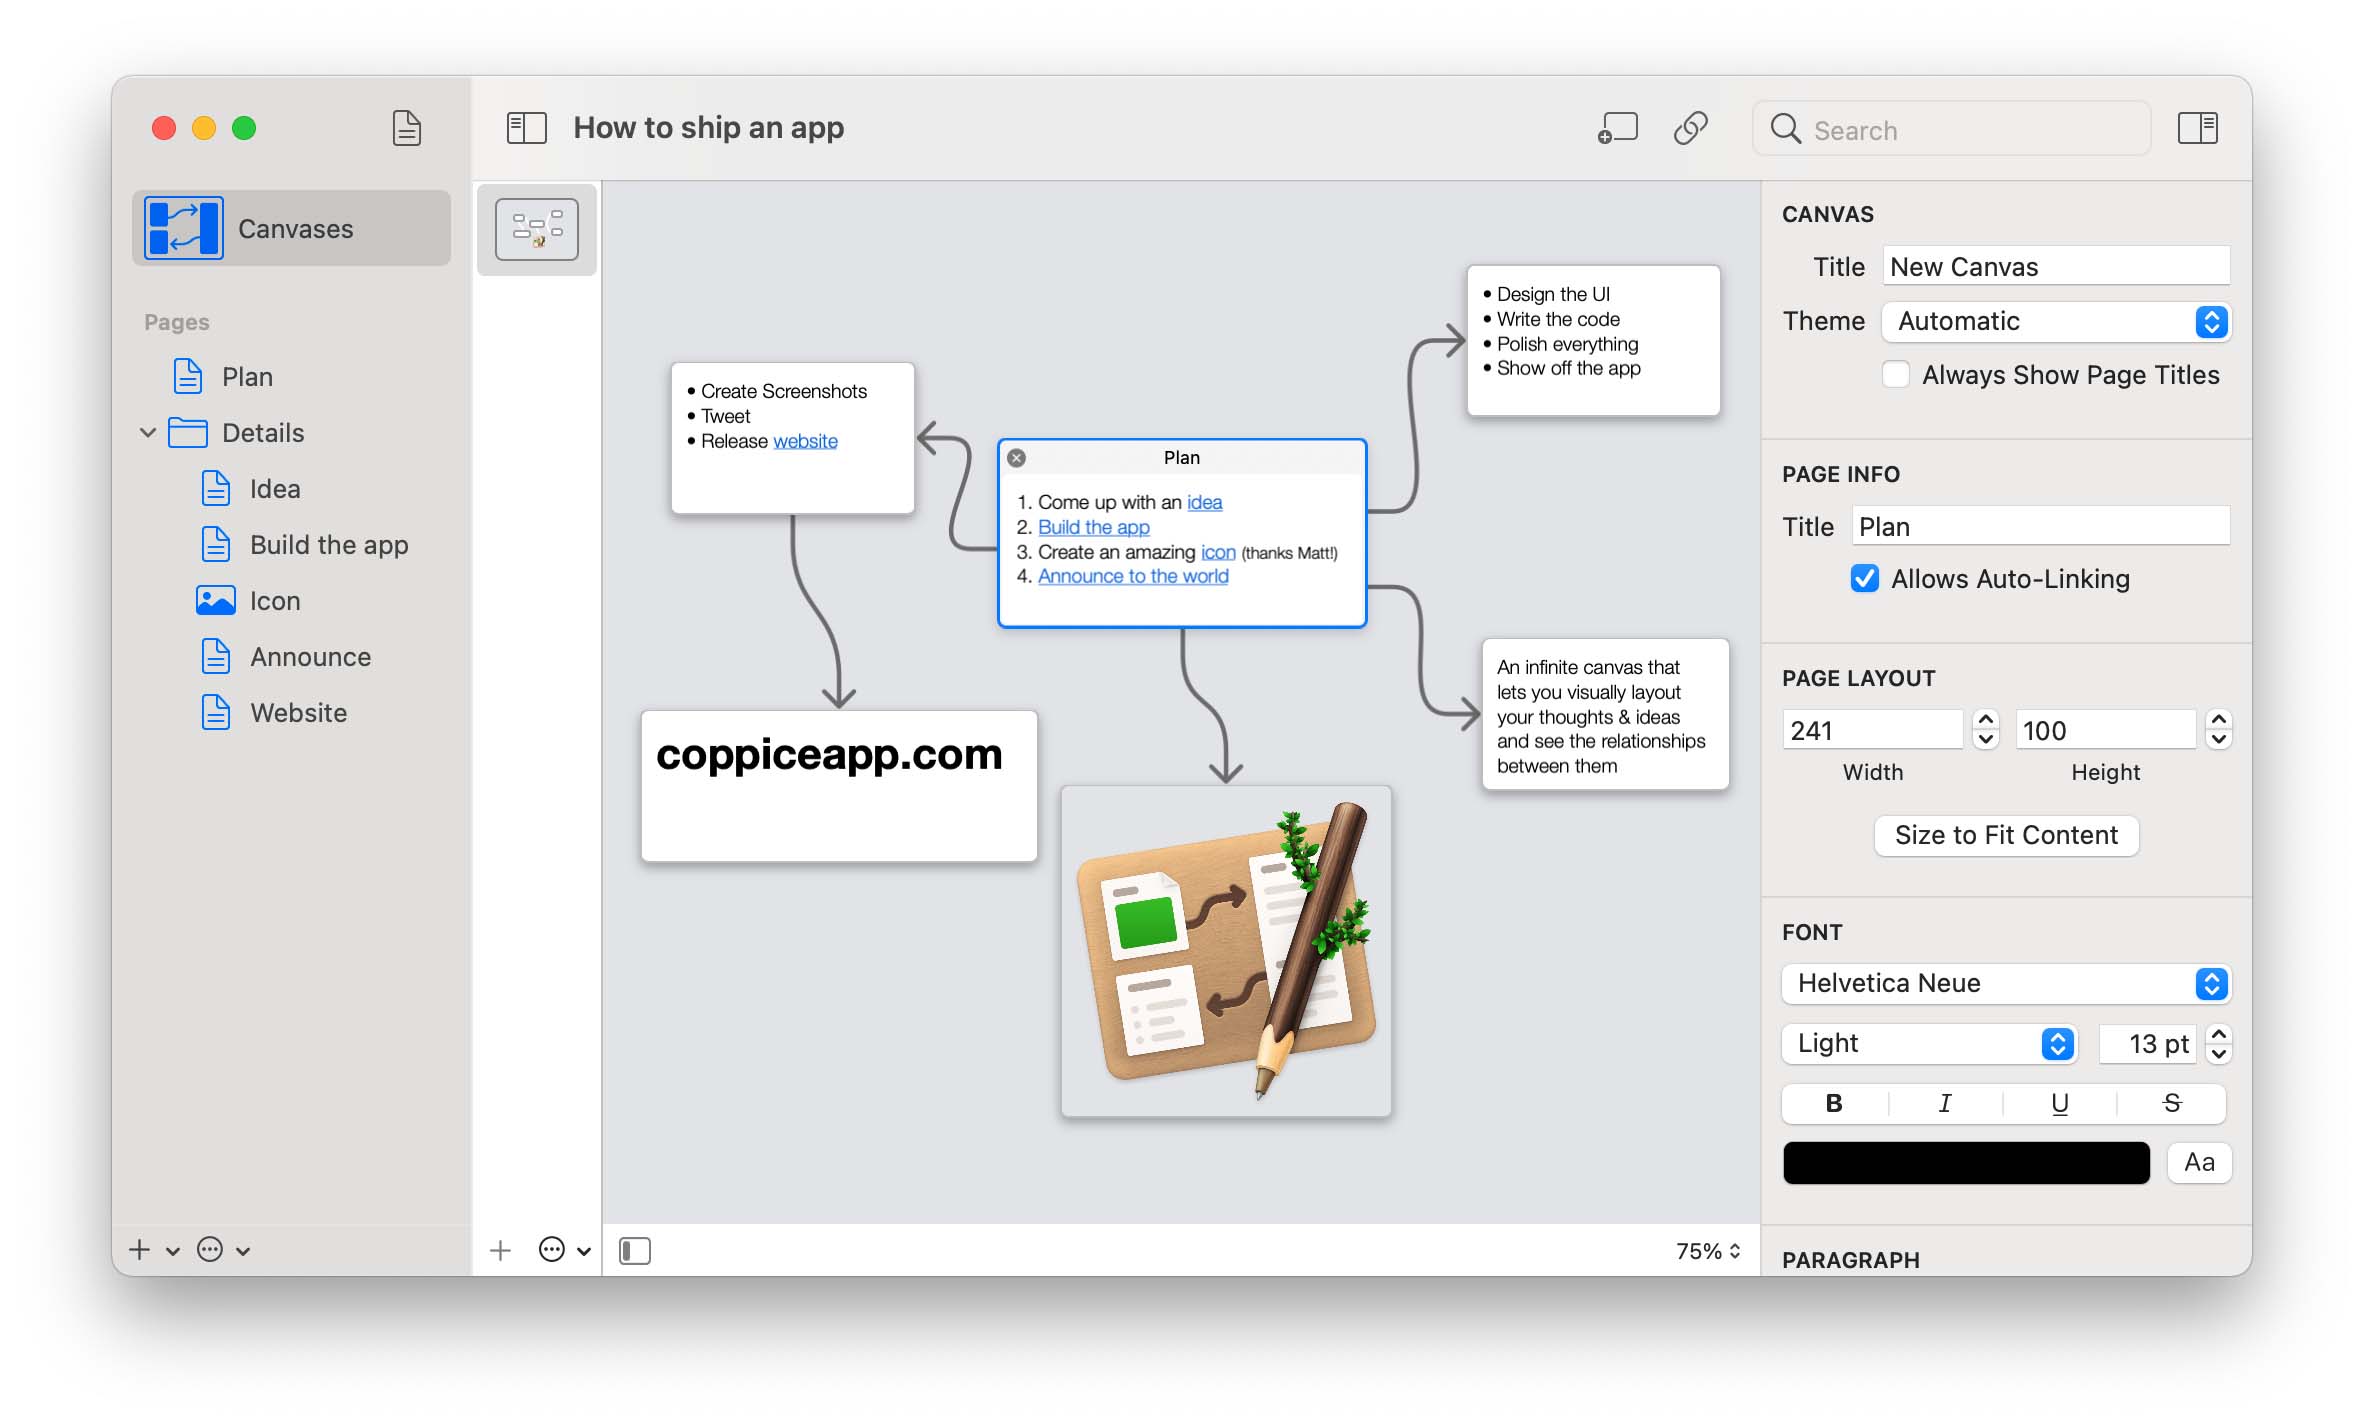 How to ship an app
Search
Canvases
Pages
Plan
Details
Idea
Build the app
Icon
Announce
Website
• Create Screenshots
• Tweet
• Release website
Plan
1. Come up with an idea
2. Build the app
3. Create an amazing icon (thanks Matt!)
4. Announce to the world
• Design the UI
• Write the code
• Polish everything
• Show off the app
An infinite canvas that
lets you visually layout
your thoughts & ideas
and see the relationships
between them
coppiceapp.com
75%
CANVAS
Title New Canvas
Theme Automatic
Always Show Page Titles
PAGE INFO
Title Plan
Allows Auto-Linking
PAGE LAYOUT
241 100
Width Height
Size to Fit Content
FONT
Helvetica Neue
Light 13 pt
B I U S
Aa
PARAGRAPH